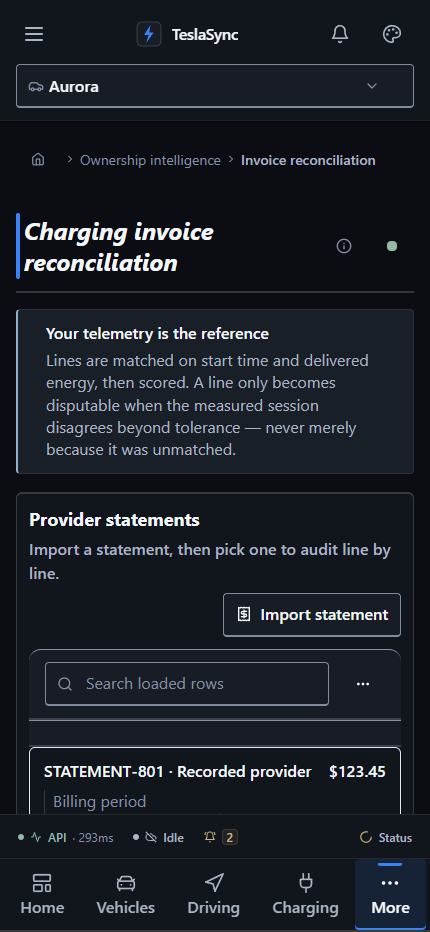 TeslaSync
Aurora
Ownership intelligence
Invoice reconciliation
Charging invoice
reconciliation
Your telemetry is the reference
Lines are matched on start time and delivered
energy, then scored. A line only becomes
disputable when the measured session
disagrees beyond tolerance — never merely
because it was unmatched.
Provider statements
Import a statement, then pick one to audit line by
line.
Import statement
Search loaded rows
STATEMENT-801 · Recorded provider $123.45
Billing period
API · 293ms Idle 2 Status
Home Vehicles Driving Charging More